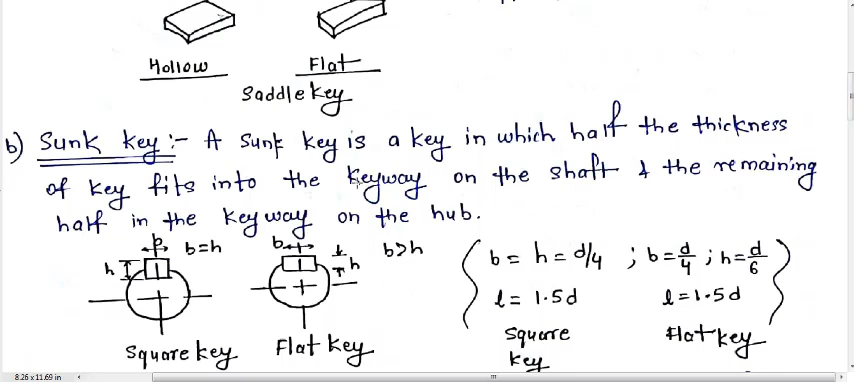 Hollow Flat
Saddle key
b) Sunk key :- A Sunk key is a key in which half the thickness
of key fits into the keyway on the shaft & the remaining
half in the keyway on the hub.
b b=h b b>h
h h
b = h = d/4 ; b = d/4 ; h = d/6
l = 1.5d l = 1.5d
Square key Flat key
Square key Flat key
8.26 x 11.69 in